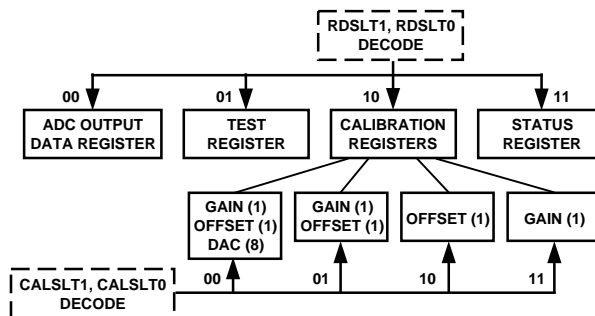 RDSLT1, RDSLT0
DECODE
00
01
10
11
ADC OUTPUT
DATA REGISTER
TEST
REGISTER
CALIBRATION
REGISTERS
STATUS
REGISTER
GAIN (1)
OFFSET (1)
DAC (8)
GAIN (1)
OFFSET (1)
OFFSET (1)
GAIN (1)
CALSLT1, CALSLT0
DECODE
00
01
10
11